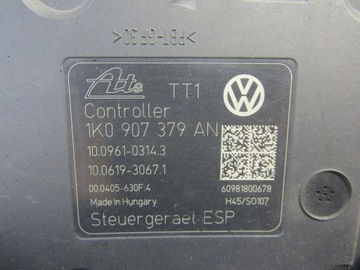 >PBT-GF30<
Ate TT1
Controller
1K0 907 379 AN
10.0961-0314.3
10.0619-3067.1
00.0405-630F.4 60981800678
Made in Hungary H45/SO107
Steuergeraet ESP